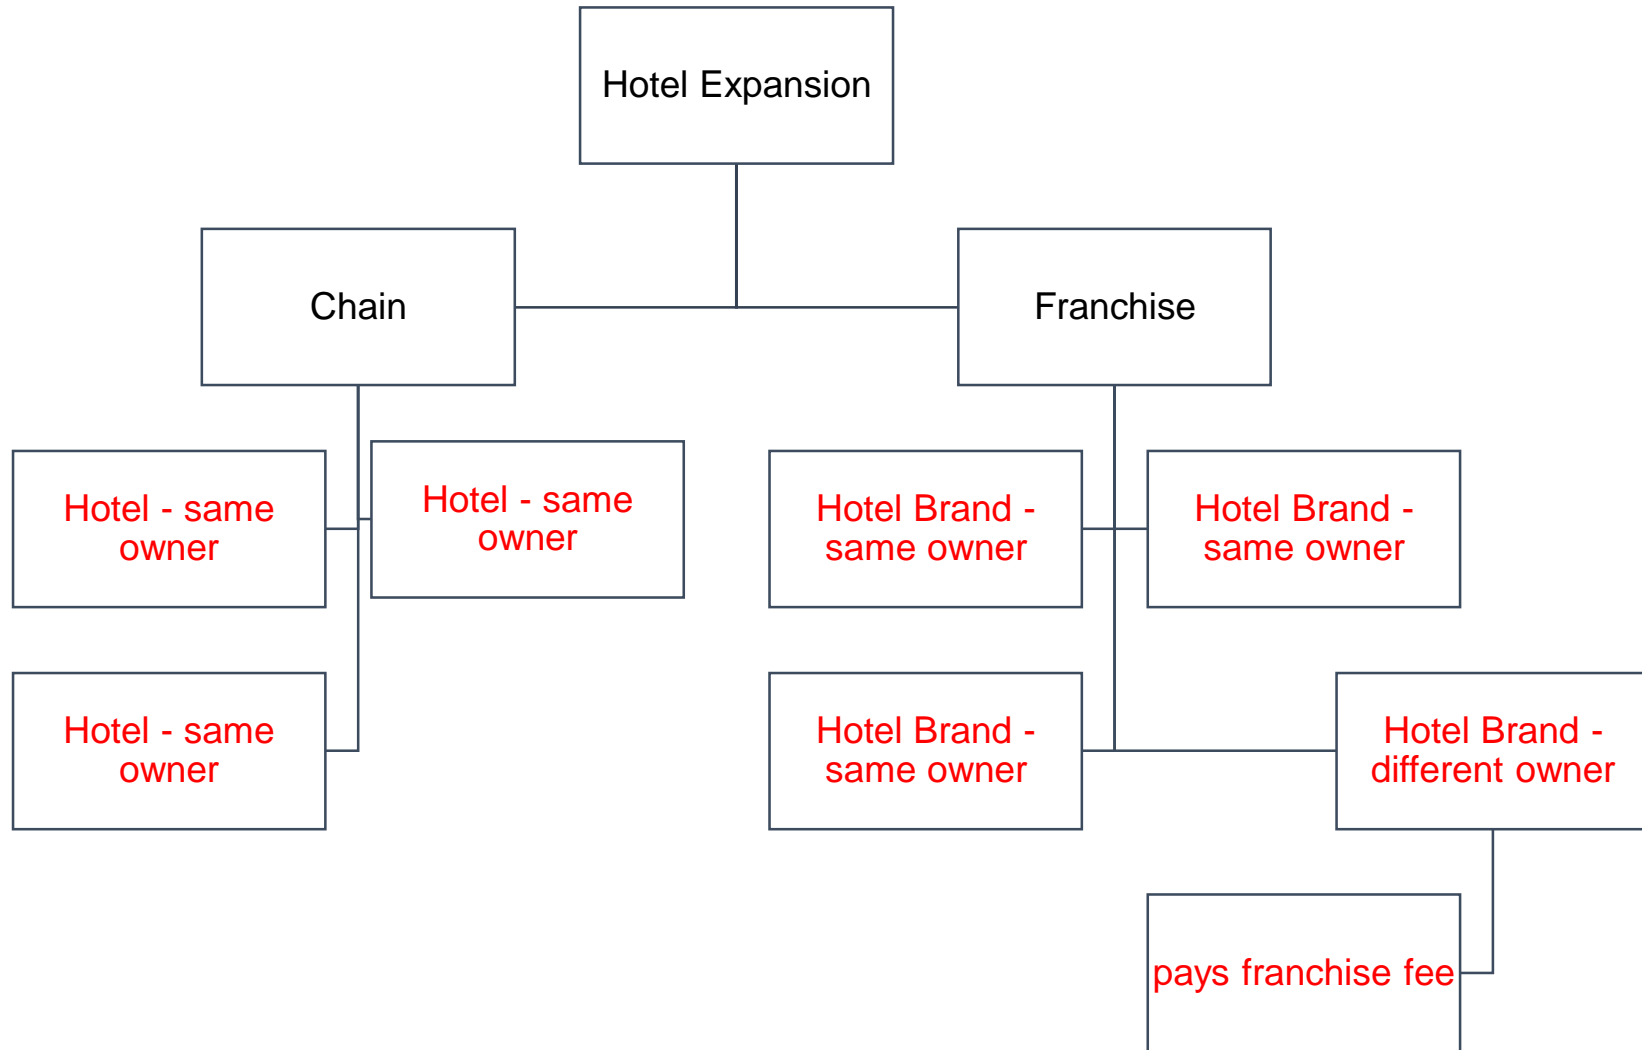 Hotel Expansion
Chain
Franchise
Hotel - same
owner
Hotel - same
owner
Hotel Brand -
same owner
Hotel Brand -
same owner
Hotel - same
owner
Hotel Brand -
same owner
Hotel Brand -
different owner
pays franchise fee